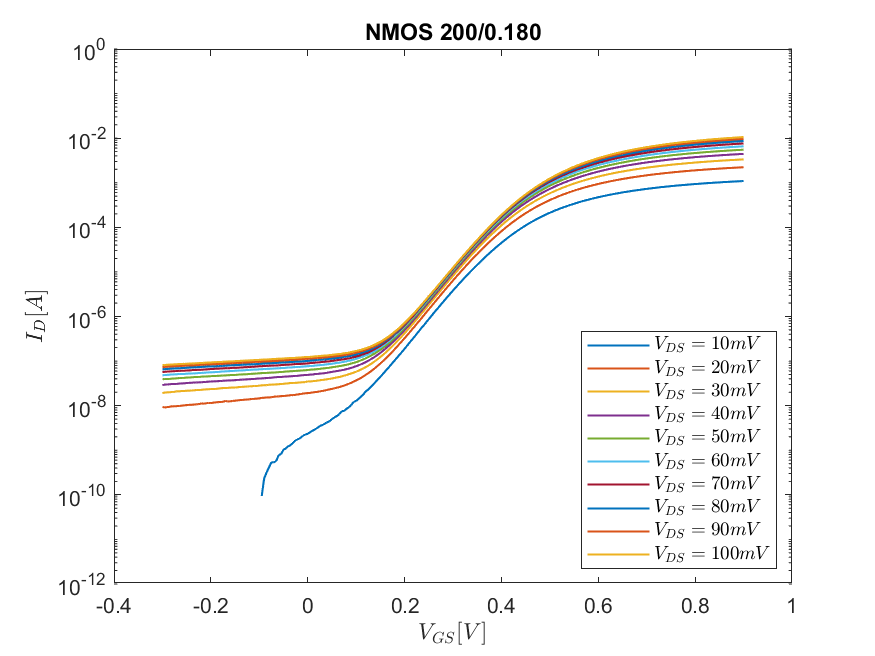 NMOS 200/0.180
10^0
10^-2
10^-4
10^-6
10^-8
10^-10
10^-12
I_D[A]
-0.4 -0.2 0 0.2 0.4 0.6 0.8 1
V_GS[V]
V_DS = 10mV
V_DS = 20mV
V_DS = 30mV
V_DS = 40mV
V_DS = 50mV
V_DS = 60mV
V_DS = 70mV
V_DS = 80mV
V_DS = 90mV
V_DS = 100mV